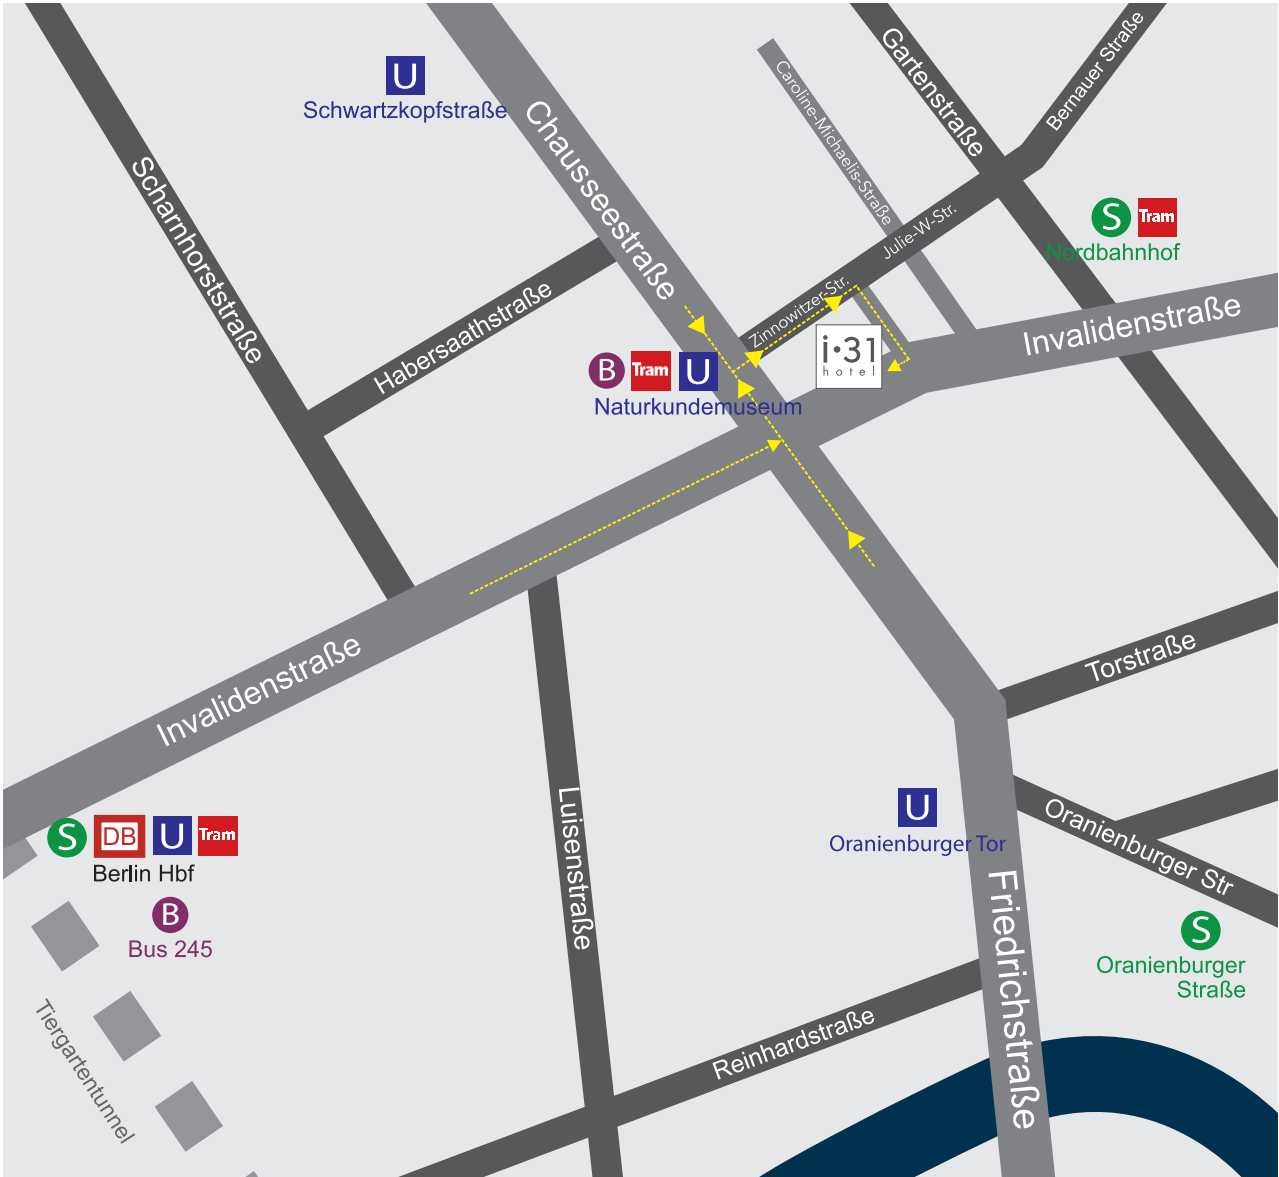 U
Schwartzkopfstraße
Chausseestraße
Caroline-Michaelis-Straße
Gartenstraße
Bernauer Straße
Scharnhorststraße
Habersaathstraße
Julie-W-Str.
Zinnowitzer-Str.
S Tram
Nordbahnhof
Invalidenstraße
i•31
hotel
B Tram U
Naturkundemuseum
Invalidenstraße
Torstraße
Luisenstraße
U
Oranienburger Tor
Oranienburger Str
S DB U Tram
Berlin Hbf
B
Bus 245
Friedrichstraße
S
Oranienburger
Straße
Tiergartentunnel
Reinhardstraße